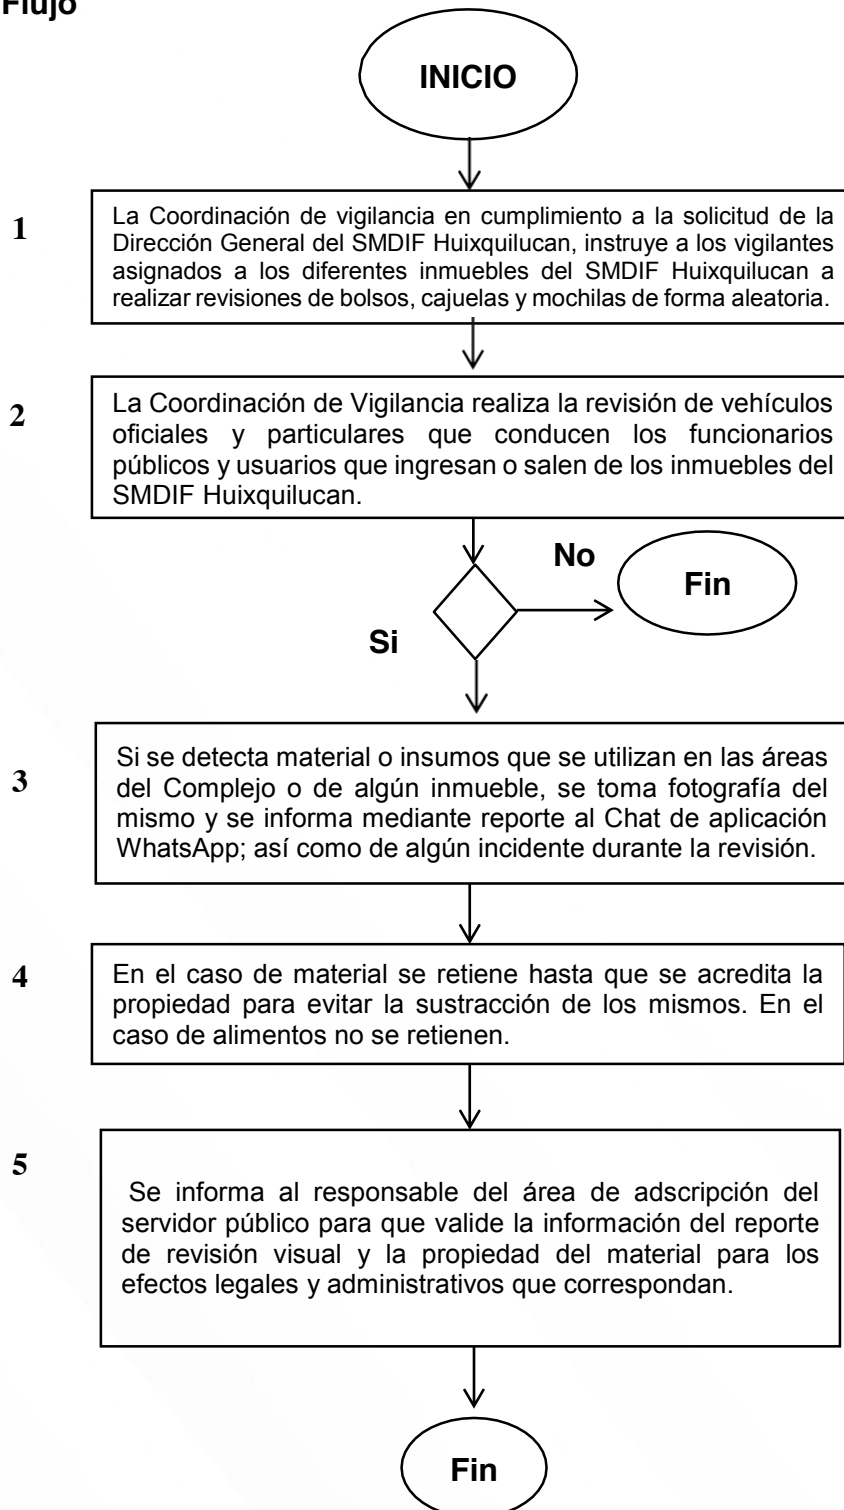 Flujo
INICIO
1
La Coordinación de vigilancia en cumplimiento a la solicitud de la
Dirección General del SMDIF Huixquilucan, instruye a los vigilantes
asignados a los diferentes inmuebles del SMDIF Huixquilucan a
realizar revisiones de bolsos, cajuelas y mochilas de forma aleatoria.
2
La Coordinación de Vigilancia realiza la revisión de vehículos
oficiales y particulares que conducen los funcionarios
públicos y usuarios que ingresan o salen de los inmuebles del
SMDIF Huixquilucan.
No
Fin
Si
3
Si se detecta material o insumos que se utilizan en las áreas
del Complejo o de algún inmueble, se toma fotografía del
mismo y se informa mediante reporte al Chat de aplicación
WhatsApp; así como de algún incidente durante la revisión.
4
En el caso de material se retiene hasta que se acredita la
propiedad para evitar la sustracción de los mismos. En el
caso de alimentos no se retienen.
5
Se informa al responsable del área de adscripción del
servidor público para que valide la información del reporte
de revisión visual y la propiedad del material para los
efectos legales y administrativos que correspondan.
Fin